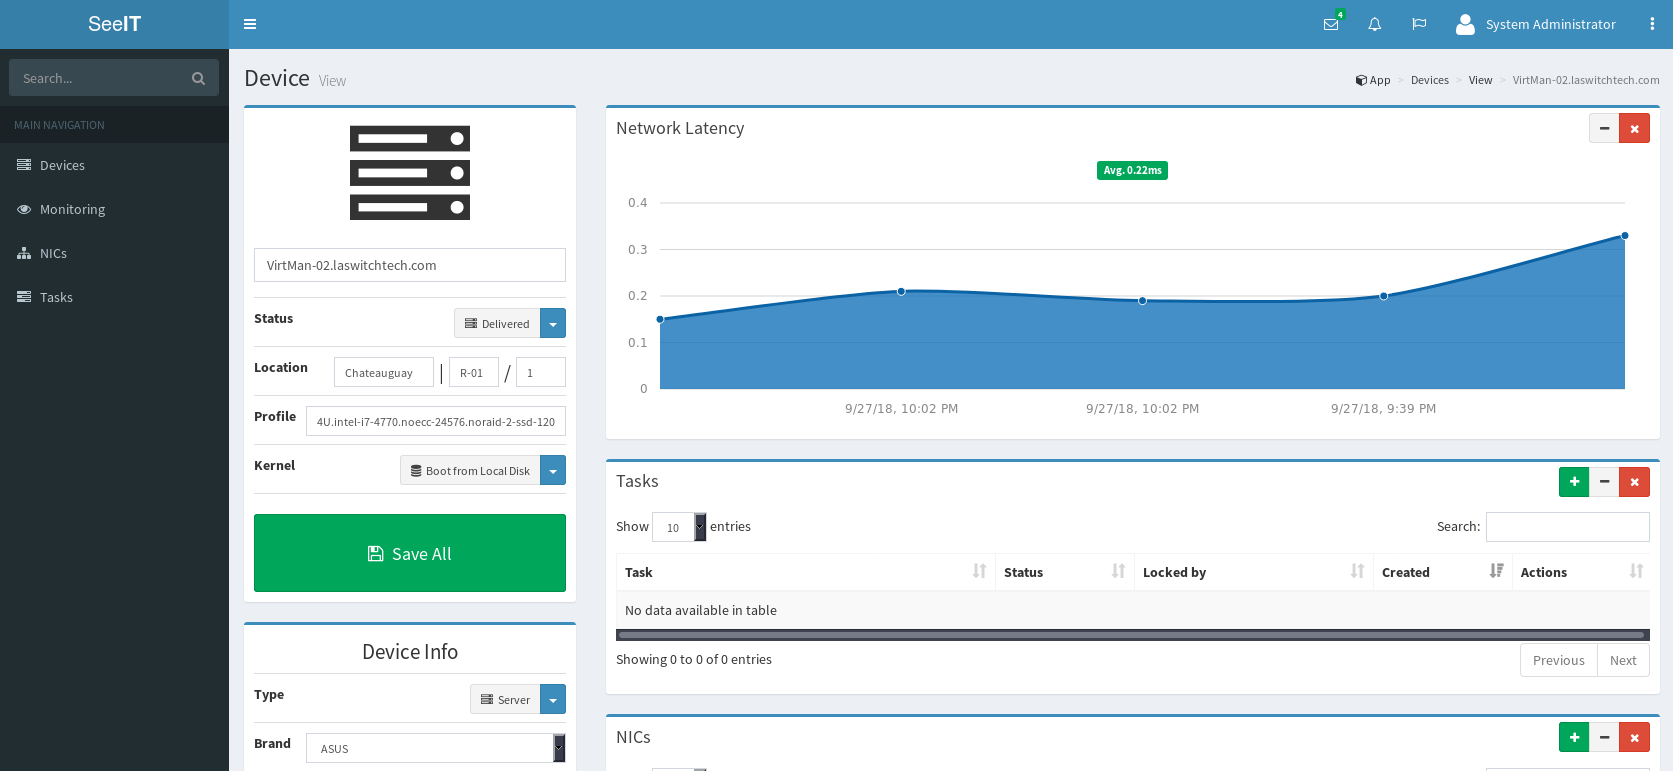 SeeIT
4
System Administrator
Search...
MAIN NAVIGATION
Devices
Monitoring
NICs
Tasks
Device View
App > Devices > View > VirtMan-02.laswitchtech.com
VirtMan-02.laswitchtech.com
Status Delivered
Location Chateauguay | R-01 / 1
Profile 4U.intel-i7-4770.noecc-24576.noraid-2-ssd-120
Kernel Boot from Local Disk
Save All
Device Info
Type Server
Brand ASUS
Network Latency
Avg. 0.22ms
0.4
0.3
0.2
0.1
0
9/27/18, 10:02 PM 9/27/18, 10:02 PM 9/27/18, 9:39 PM
Tasks
Show 10 entries Search:
Task Status Locked by Created Actions
No data available in table
Showing 0 to 0 of 0 entries Previous Next
NICs